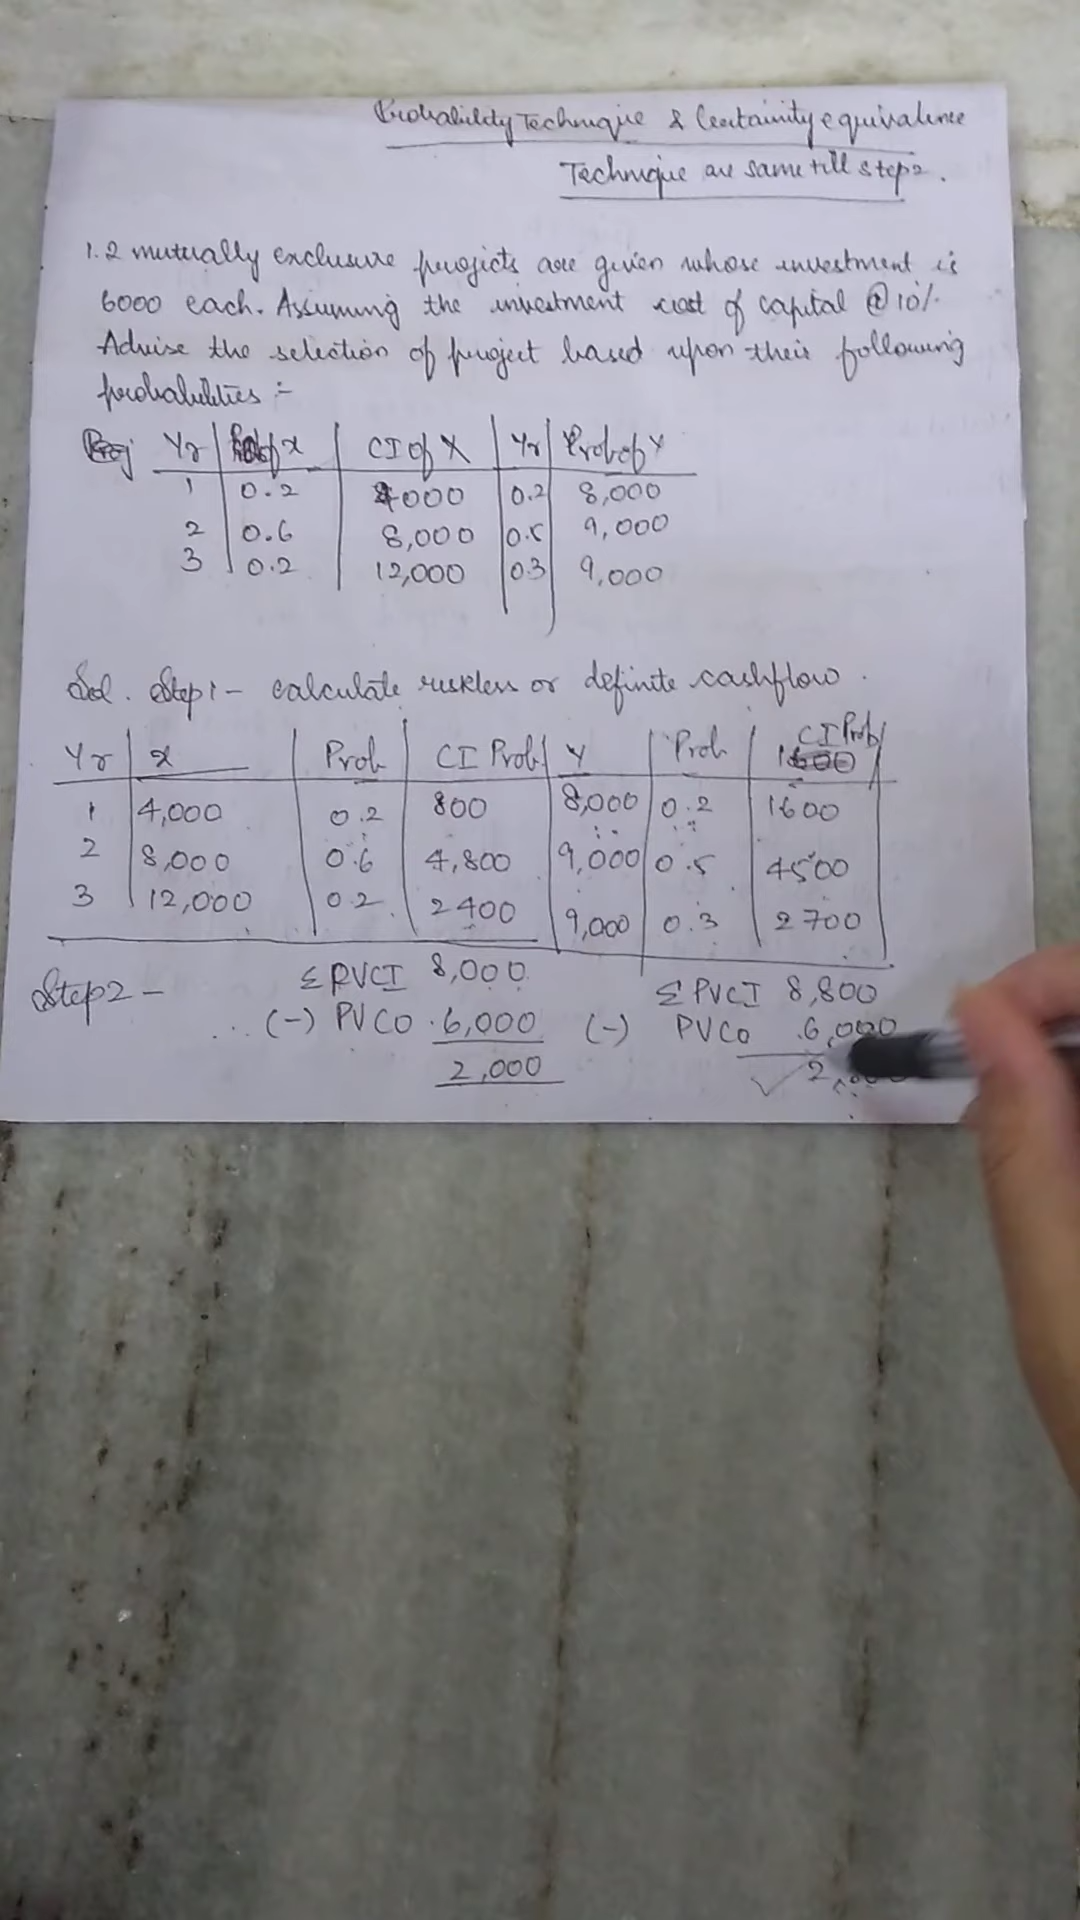 Probability Technique & Certainity equivalence
Technique are same till step 2.
1. 2 mutually exclusive projects are given whose investment is
6000 each. Assuming the investment cost of capital @ 10%.
Advise the selection of project based upon their following
probabilities :-
Yr of x CI of X Yr Prob of Y
1 0.2 4000 0.2 8,000
2 0.6 8,000 0.5 9,000
3 0.2 12,000 0.3 9,000
Sol. Step 1 - calculate riskless or definite cashflow.
Yr x Prob CI Prob Y Prob CI Prob
1 4,000 0.2 800 8,000 0.2 1600
2 8,000 0.6 4,800 9,000 0.5 4500
3 12,000 0.2 2400 9,000 0.3 2700
Step 2 - Σ PVCI 8,000 Σ PVCI 8,800
(-) PVCO 6,000 (-) PVCO 6,000
2,000 2,